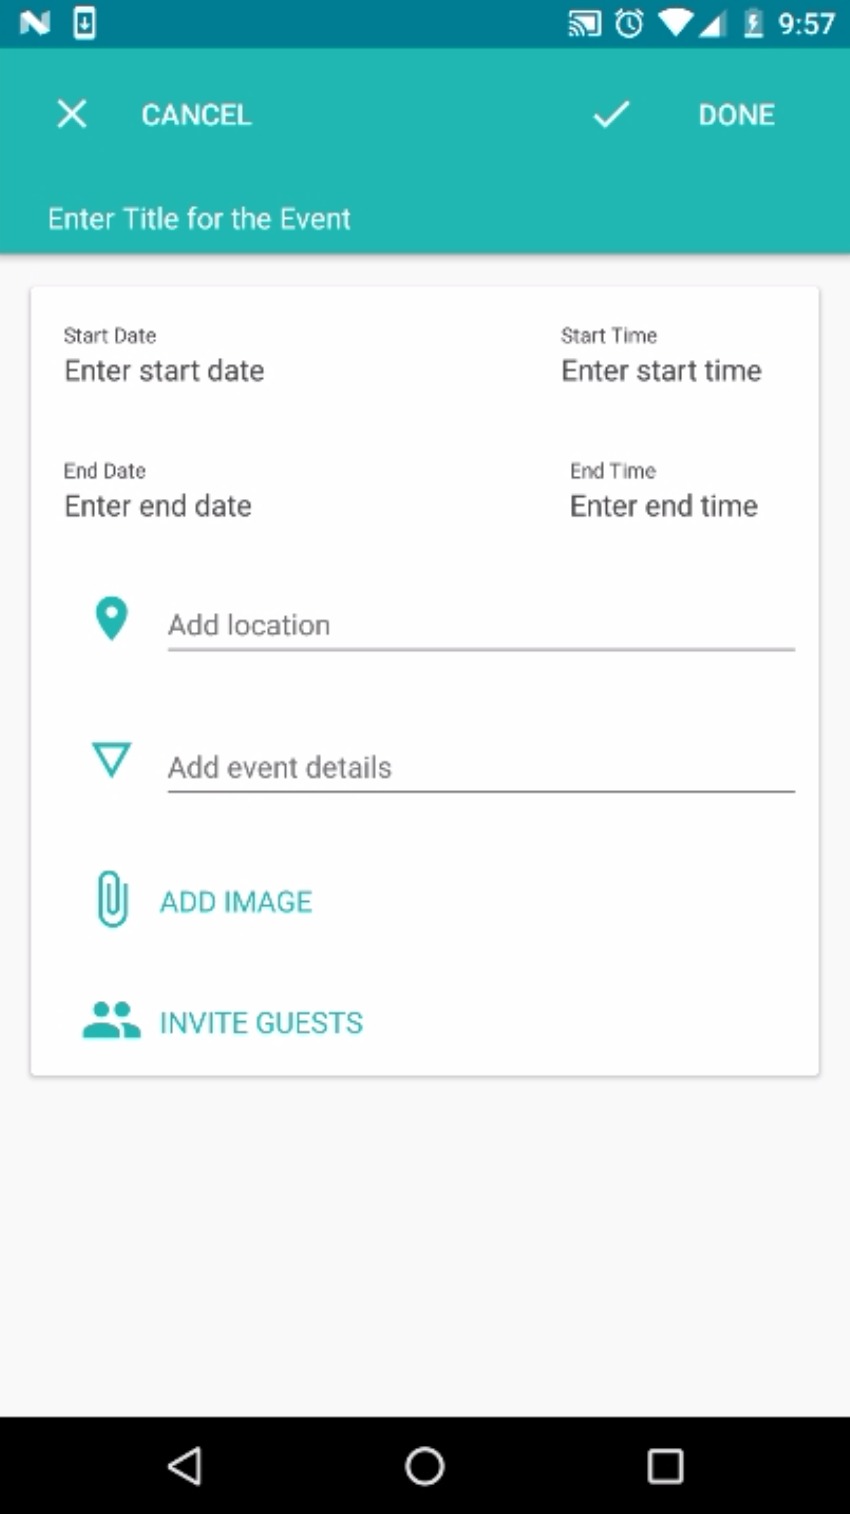 9:57
CANCEL DONE
Enter Title for the Event
Start Date Start Time
Enter start date Enter start time
End Date End Time
Enter end date Enter end time
Add location
Add event details
ADD IMAGE
INVITE GUESTS